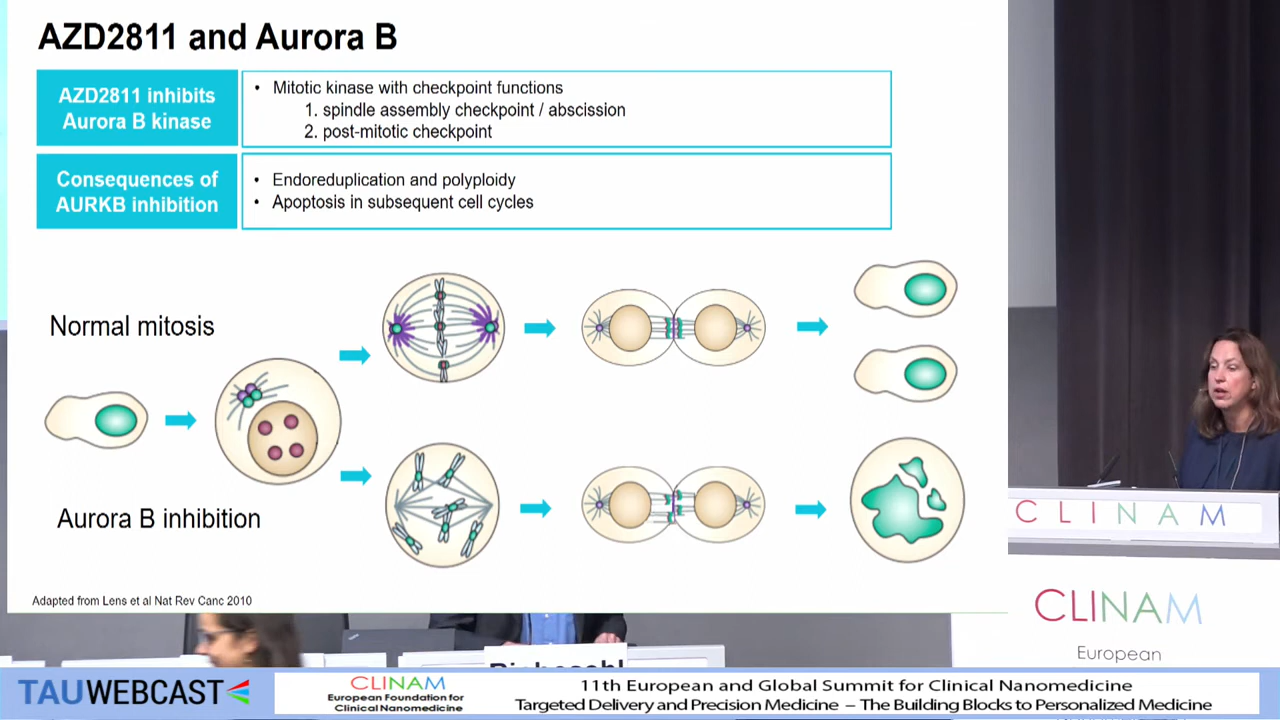 AZD2811 and Aurora B
AZD2811 inhibits
Aurora B kinase
• Mitotic kinase with checkpoint functions
1. spindle assembly checkpoint / abscission
2. post-mitotic checkpoint
Consequences of
AURKB inhibition
• Endoreduplication and polyploidy
• Apoptosis in subsequent cell cycles
Normal mitosis
Aurora B inhibition
Adapted from Lens et al Nat Rev Canc 2010
CLINAM
CLINAM
European
TAUWEBCAST
CLINAM
European Foundation for
Clinical Nanomedicine
11th European and Global Summit for Clinical Nanomedicine
Targeted Delivery and Precision Medicine – The Building Blocks to Personalized Medicine